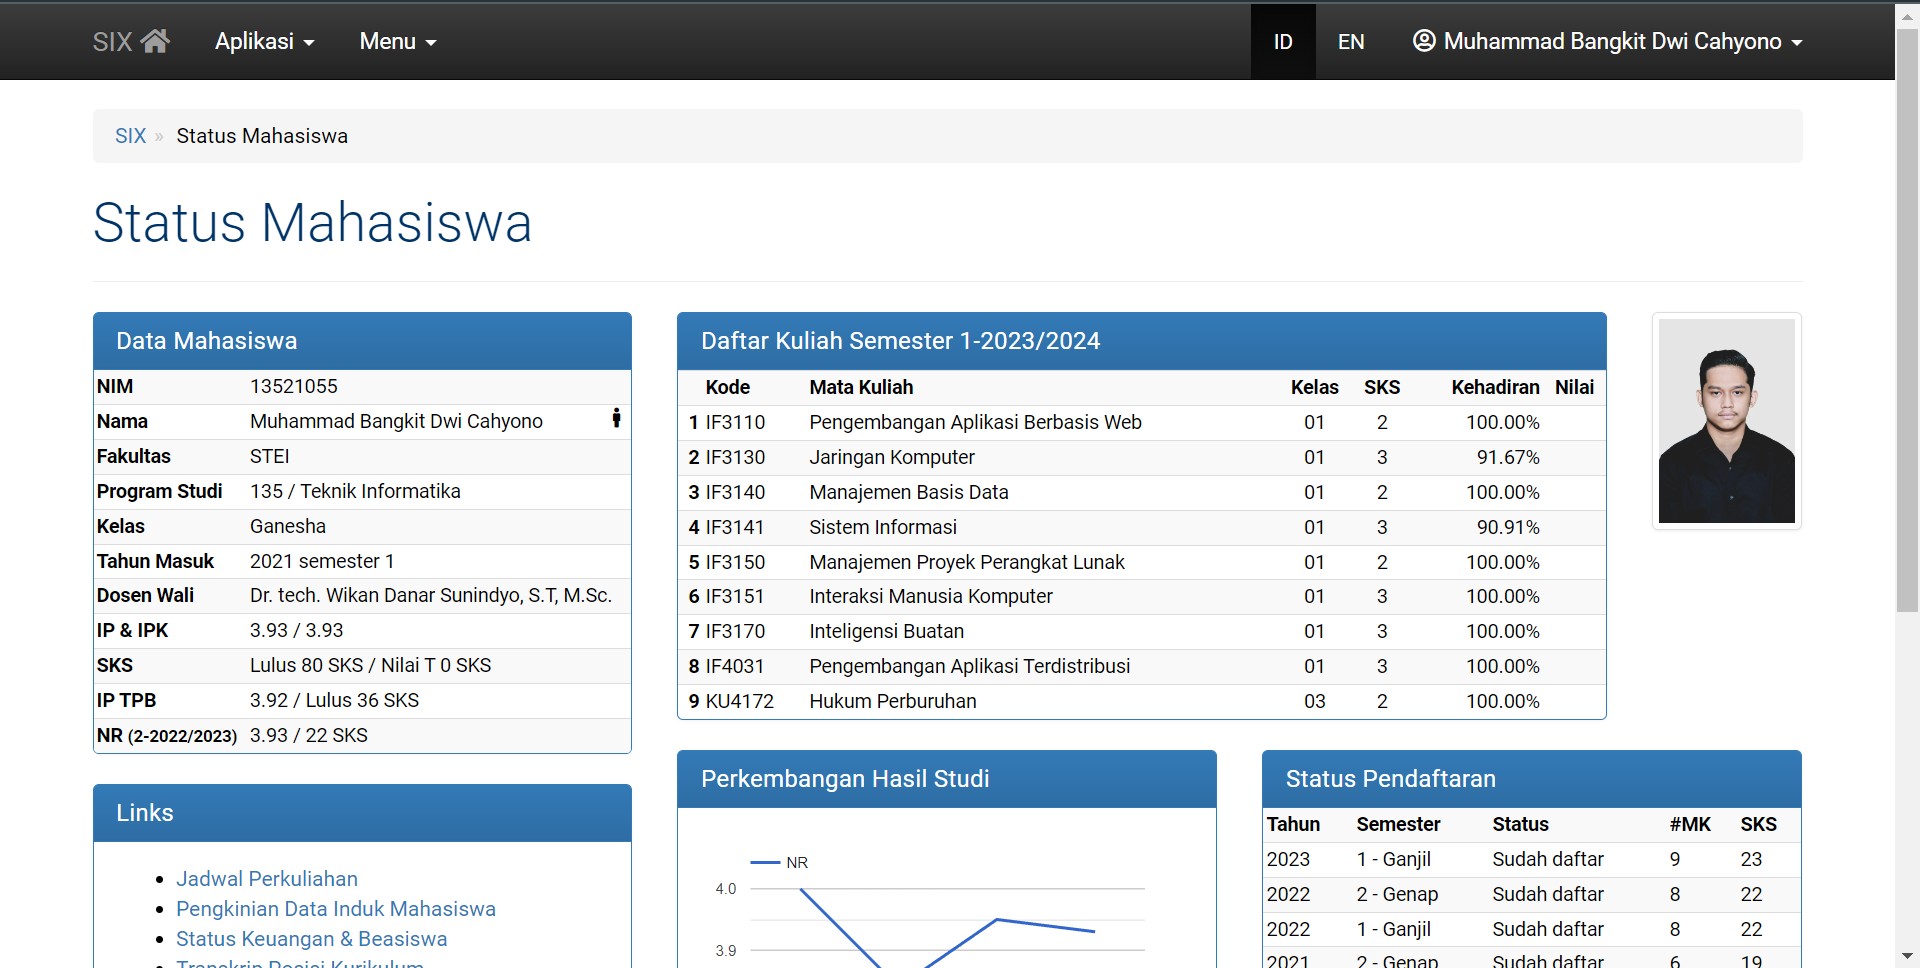 SIX Aplikasi Menu ID EN Muhammad Bangkit Dwi Cahyono
SIX » Status Mahasiswa
Status Mahasiswa
Data Mahasiswa
NIM 13521055
Nama Muhammad Bangkit Dwi Cahyono
Fakultas STEI
Program Studi 135 / Teknik Informatika
Kelas Ganesha
Tahun Masuk 2021 semester 1
Dosen Wali Dr. tech. Wikan Danar Sunindyo, S.T, M.Sc.
IP & IPK 3.93 / 3.93
SKS Lulus 80 SKS / Nilai T 0 SKS
IP TPB 3.92 / Lulus 36 SKS
NR (2-2022/2023) 3.93 / 22 SKS
Links
Jadwal Perkuliahan
Pengkinian Data Induk Mahasiswa
Status Keuangan & Beasiswa
Transkrip Posisi Kurikulum
Daftar Kuliah Semester 1-2023/2024
Kode Mata Kuliah Kelas SKS Kehadiran Nilai
1 IF3110 Pengembangan Aplikasi Berbasis Web 01 2 100.00%
2 IF3130 Jaringan Komputer 01 3 91.67%
3 IF3140 Manajemen Basis Data 01 2 100.00%
4 IF3141 Sistem Informasi 01 3 90.91%
5 IF3150 Manajemen Proyek Perangkat Lunak 01 2 100.00%
6 IF3151 Interaksi Manusia Komputer 01 3 100.00%
7 IF3170 Inteligensi Buatan 01 3 100.00%
8 IF4031 Pengembangan Aplikasi Terdistribusi 01 3 100.00%
9 KU4172 Hukum Perburuhan 03 2 100.00%
Perkembangan Hasil Studi
NR
4.0
3.9
Status Pendaftaran
Tahun Semester Status #MK SKS
2023 1 - Ganjil Sudah daftar 9 23
2022 2 - Genap Sudah daftar 8 22
2022 1 - Ganjil Sudah daftar 8 22
2021 2 - Genap Sudah daftar 6 19